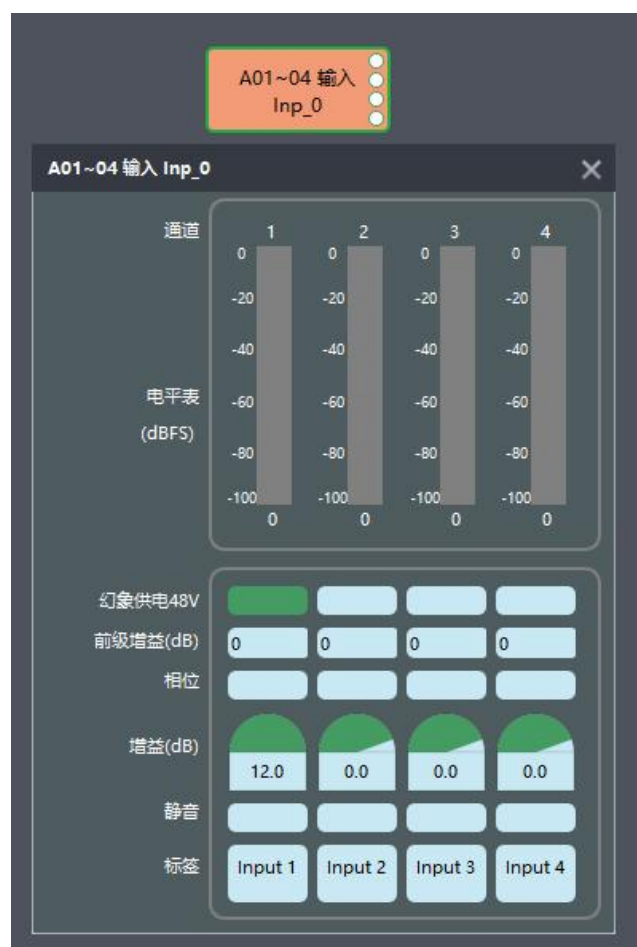 A01~04 输入
Inp_0
A01~04 输入 Inp_0
通道 1 2 3 4
0 0 0 0
-20 -20 -20 -20
-40 -40 -40 -40
电平表
-60 -60 -60 -60
(dBFS)
-80 -80 -80 -80
-100 -100 -100 -100
0 0 0 0
幻象供电48V
前级增益(dB) 0 0 0 0
相位
增益(dB)
12.0 0.0 0.0 0.0
静音
标签 Input 1 Input 2 Input 3 Input 4